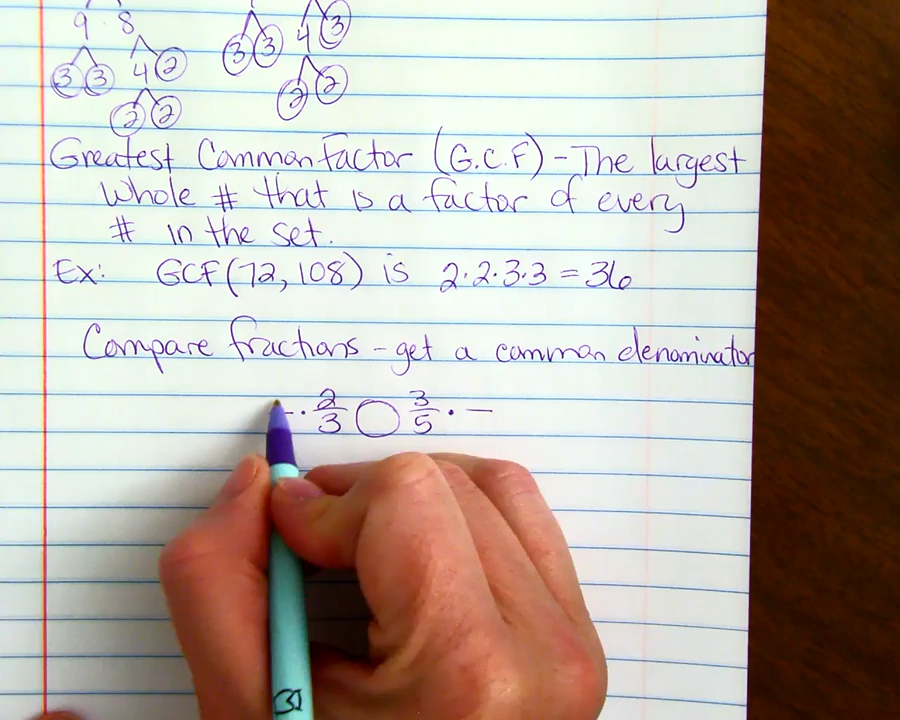 9 · 8
3 3 4 2 3 3 4 3
2 2 2 2
Greatest Common Factor (G.C.F) - The largest
whole # that is a factor of every
# in the set.
Ex: GCF(72, 108) is 2·2·3·3 = 36
Compare fractions - get a common denominator
— · 2/3 ◯ 3/5 · —